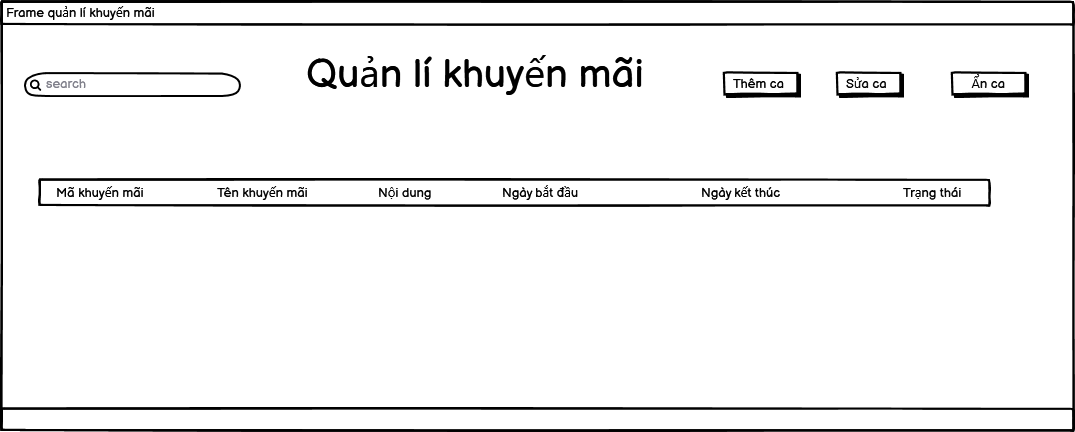 Frame quản lí khuyến mãi
Quản lí khuyến mãi
search
Thêm ca
Sửa ca
Ẩn ca
Mã khuyến mãi
Tên khuyến mãi
Nội dung
Ngày bắt đầu
Ngày kết thúc
Trạng thái